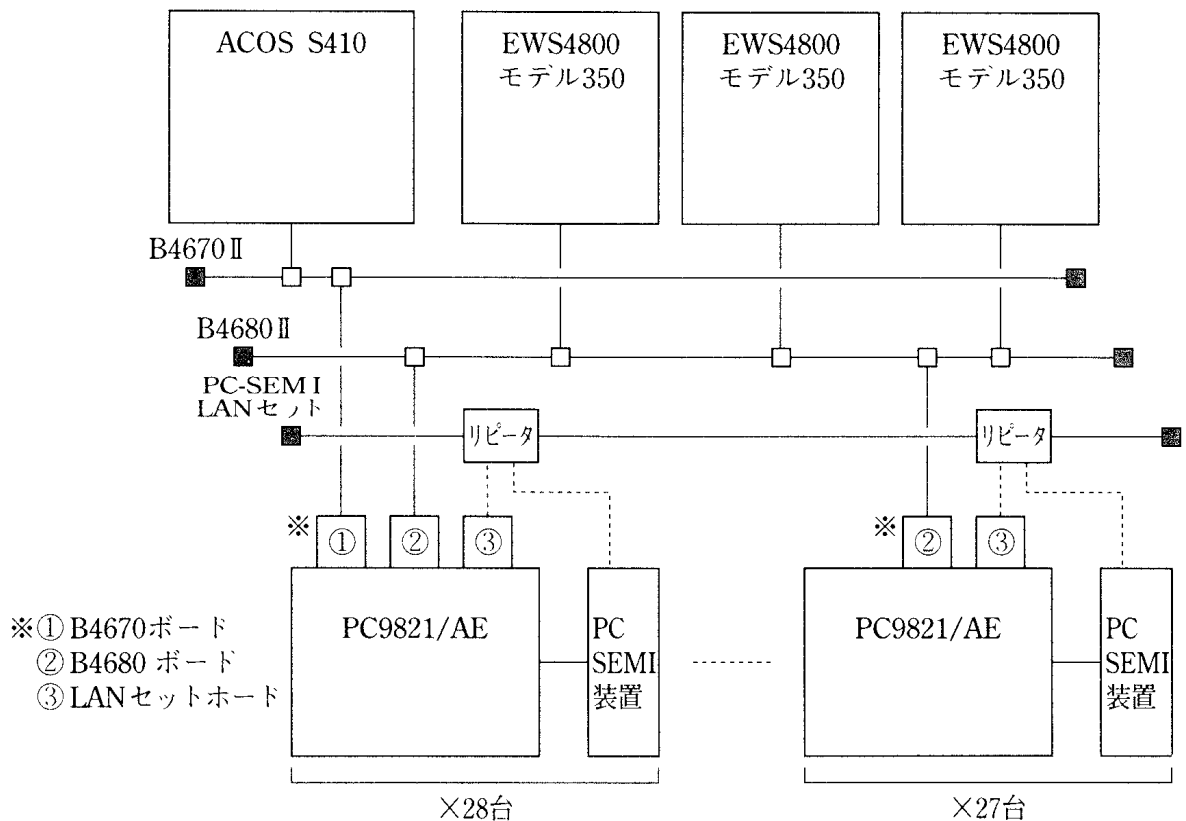 ACOS S410
EWS4800
モデル350
EWS4800
モデル350
EWS4800
モデル350
B4670Ⅱ
B4680Ⅱ
PC-SEMI
LANセット
リピータ
リピータ
※
①
②
③
※
②
③
PC9821/AE
PC
SEMI
装置
PC9821/AE
PC
SEMI
装置
※① B4670ボード
② B4680 ボード
③ LANセットホード
×28台
×27台